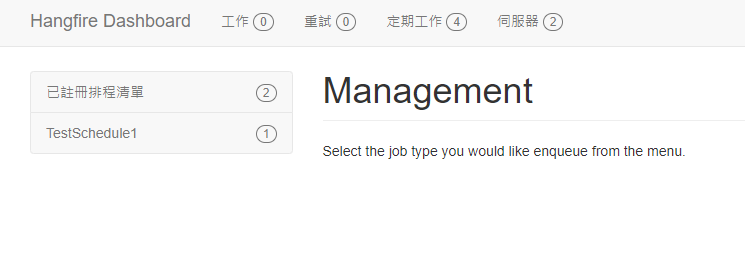 Hangfire Dashboard 工作 0 重試 0 定期工作 4 伺服器 2
已註冊排程清單 2
TestSchedule1 1
Management
Select the job type you would like enqueue from the menu.